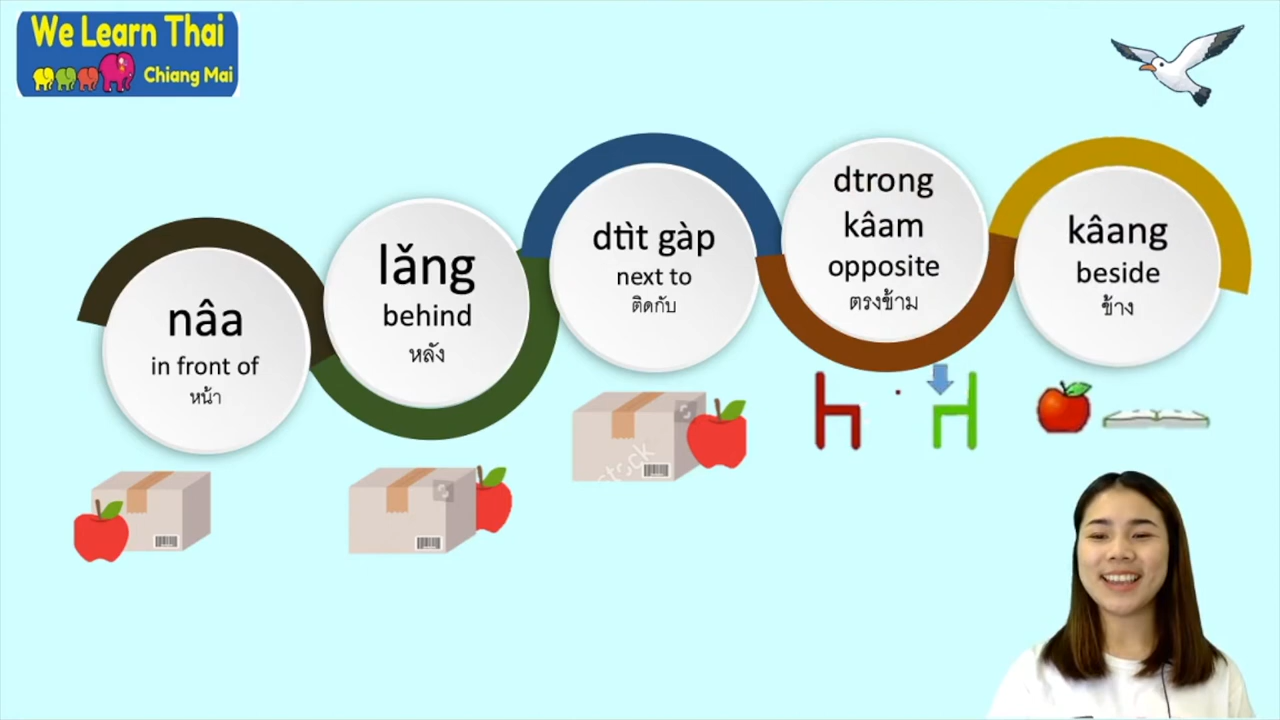 We Learn Thai
Chiang Mai
nâa
in front of
หน้า
lǎng
behind
หลัง
dtìt gàp
next to
ติดกับ
dtrong
kâam
opposite
ตรงข้าม
kâang
beside
ข้าง
stock